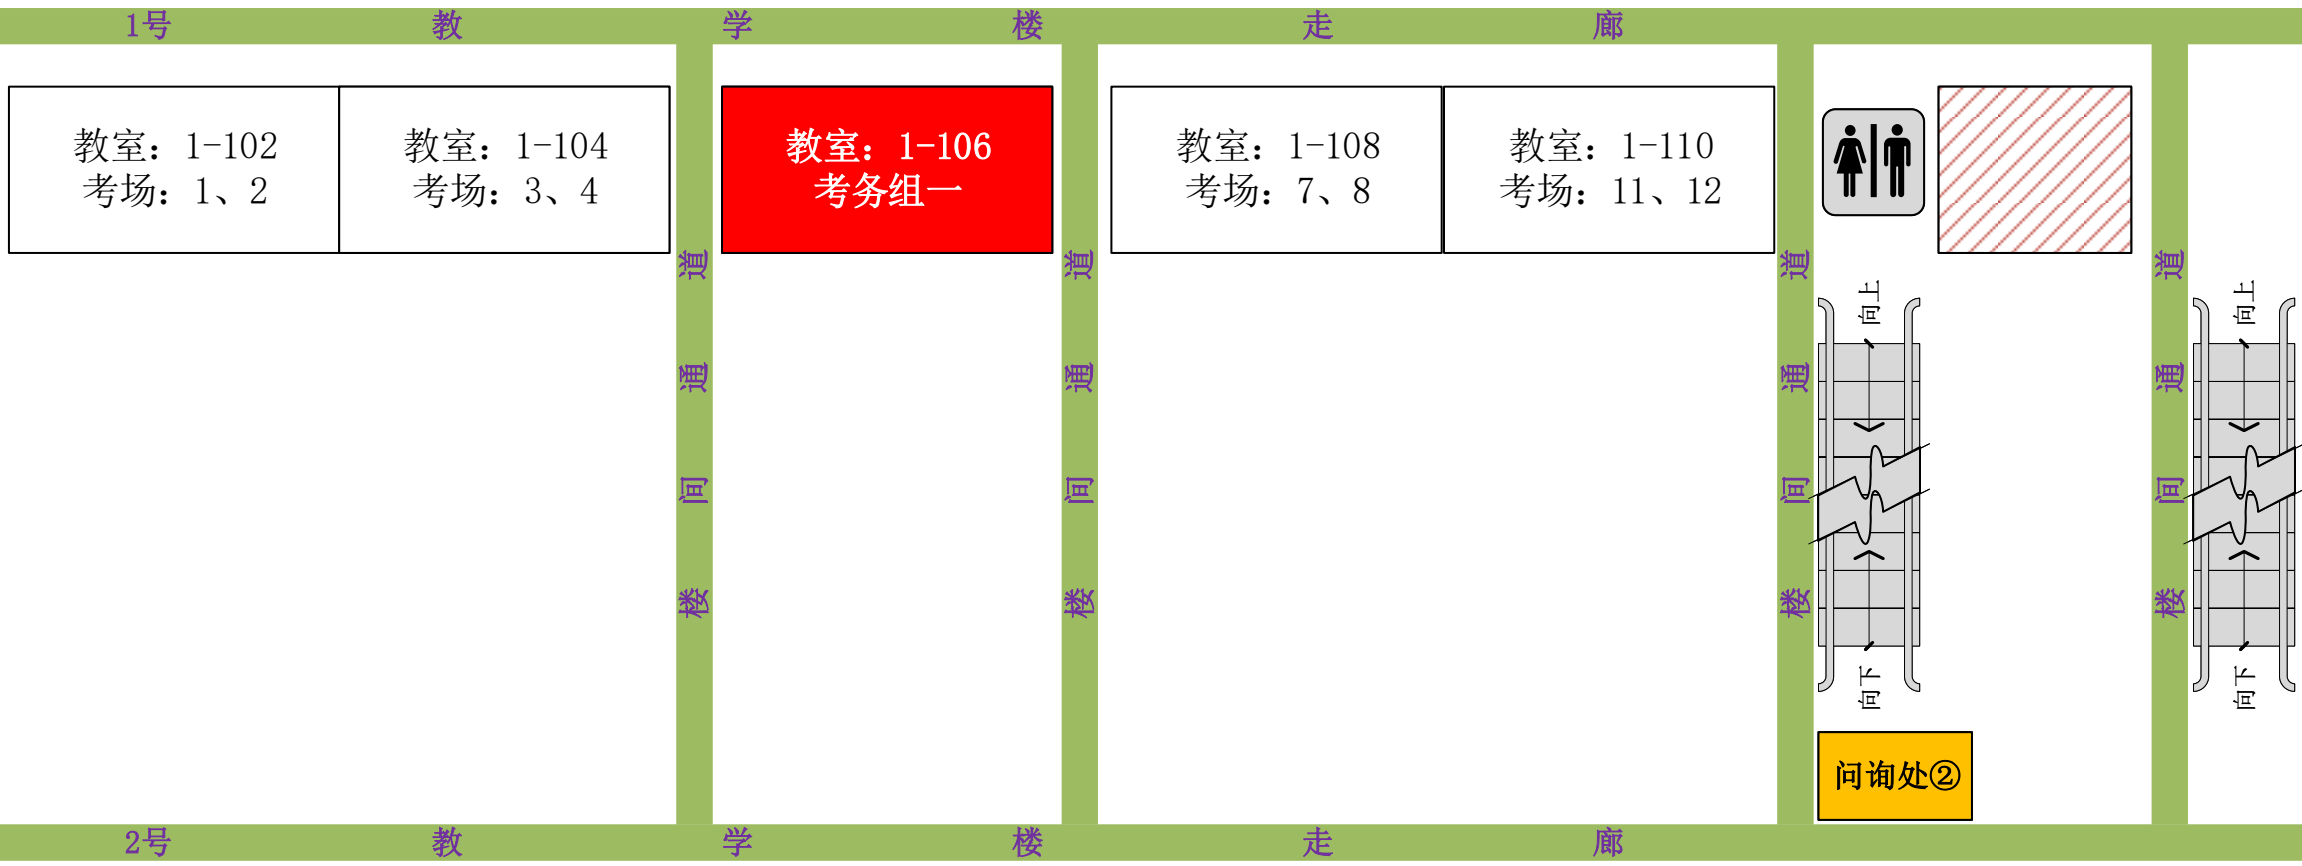 1号教学楼走廊
教室：1-102
考场：1、2
教室：1-104
考场：3、4
教室：1-106
考务组一
教室：1-108
考场：7、8
教室：1-110
考场：11、12
楼间通道
楼间通道
楼间通道
楼间通道
向上
向下
向上
向下
问询处②
2号教学楼走廊